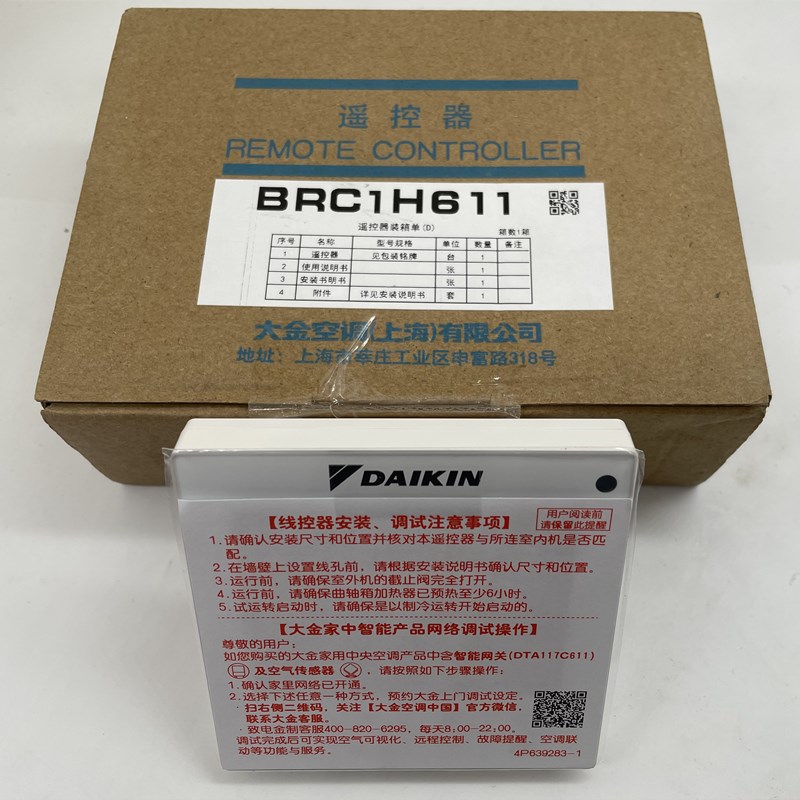 遥控器
REMOTE CONTROLLER
BRC1H611
遥控器装箱单(D)
箱数1箱
序号 名称 型号规格 单位 数量 备注
1 遥控器 见包装铭牌 台 1
2 使用说明书 张 1
3 安装书明书 张 1
4 附件 详见安装说明书 套 1
大金空调(上海)有限公司
地址：上海市莘庄工业区申富路318号
DAIKIN
【线控器安装、调试注意事项】
用户阅读前
请保留此提醒
1.请确认安装尺寸和位置并核对本遥控器与所连室内机是否匹
配。
2.在墙壁上设置线孔前，请根据安装说明书确认尺寸和位置。
3.运行前，请确保室外机的截止阀完全打开。
4.运行前，请确保曲轴箱加热器已预热至少6小时。
5.试运转启动时，请确保是以制冷运转开始启动的。
【大金家中智能产品网络调试操作】
尊敬的用户：
如您购买的大金家用中央空调产品中含智能网关(DTA117C611)
及空气传感器，请按照如下步骤操作：
1.确认家里网络已开通。
2.选择下述任意一种方式，预约大金上门调试设定。
·扫右侧二维码，关注【大金空调中国】官方微信，
联系大金客服。
·致电金制客服400-820-6295，每天8:00-22:00。
调试完成后可实现空气可视化、远程控制、故障提醒、空调联
动等功能与服务。
4P639283-1